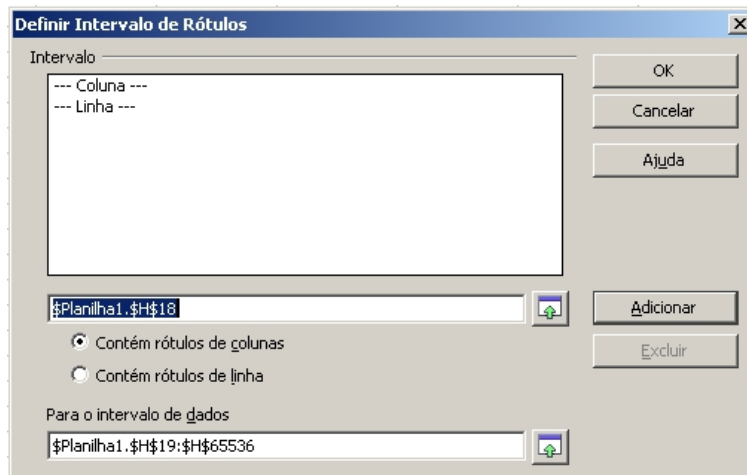 Definir Intervalo de Rótulos
Intervalo
--- Coluna ---
--- Linha ---
OK
Cancelar
Ajuda
$Planilha1.$H$18
Adicionar
Contém rótulos de colunas
Excluir
Contém rótulos de linha
Para o intervalo de dados
$Planilha1.$H$19:$H$65536